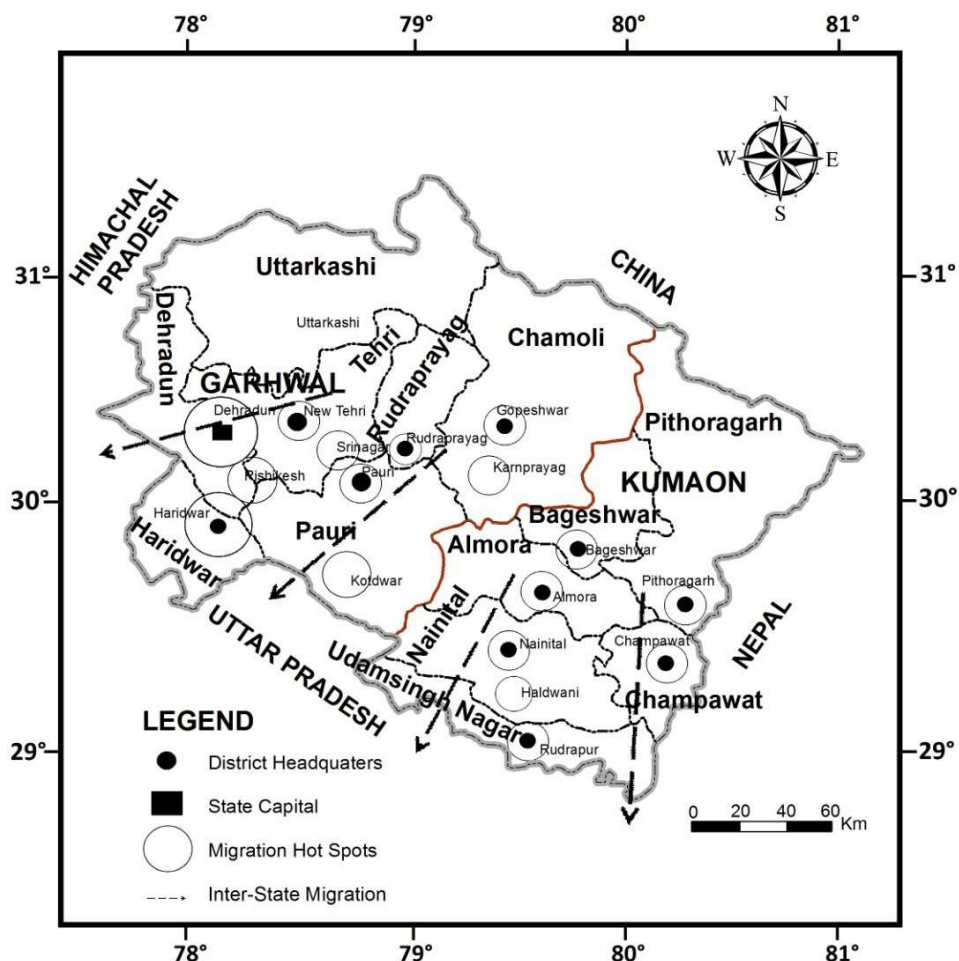 78° 79° 80° 81°
N
W E
S
HIMACHAL
PRADESH
31° 31°
Uttarkashi
CHINA
Dehradun
Uttarkashi
Tehri
Rudraprayag
Chamoli
GARHWAL
Dehradun
New Tehri
Gopeshwar
Pithoragarh
Srinagar
Rudraprayag
Karnprayag
KUMAON
Rishikesh
Pauri
30° 30°
Haridwar
Haridwar
Pauri
Bageshwar
Almora
Bageshwar
Kotdwar
Pithoragarh
Almora
NEPAL
Nainital
Nainital
Champawat
UTTAR PRADESH
Udamsingh Nagar
Haldwani
Champawat
Rudrapur
29° 29°
LEGEND
District Headquaters
State Capital
Migration Hot Spots
Inter-State Migration
0 20 40 60
Km
78° 79° 80° 81°